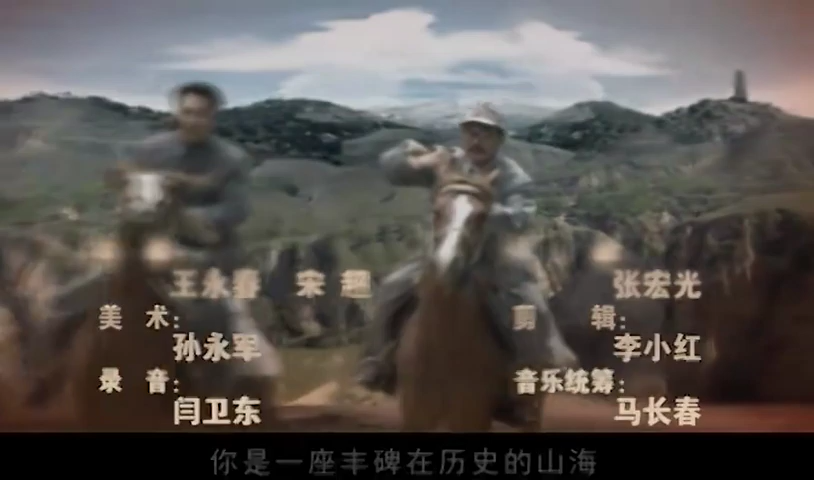 王永春 宋超 张宏光
美术: 剪辑:
孙永军 李小红
录音: 音乐统筹:
闫卫东 马长春
你是一座丰碑在历史的山海